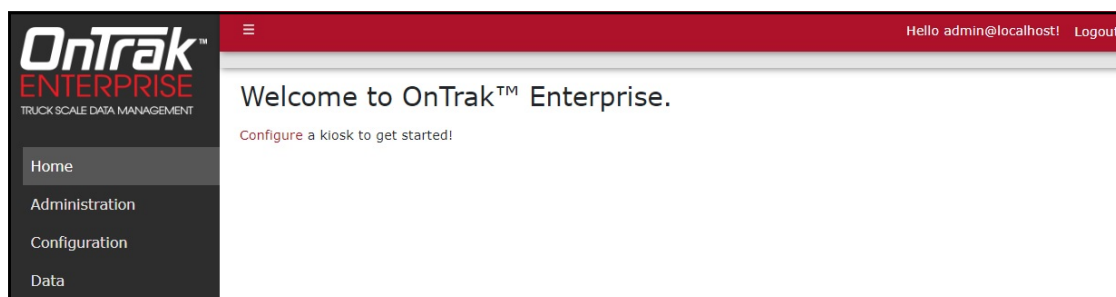 OnTrak™
ENTERPRISE
TRUCK SCALE DATA MANAGEMENT
Hello admin@localhost! Logout
Welcome to OnTrak™ Enterprise.
Configure a kiosk to get started!
Home
Administration
Configuration
Data